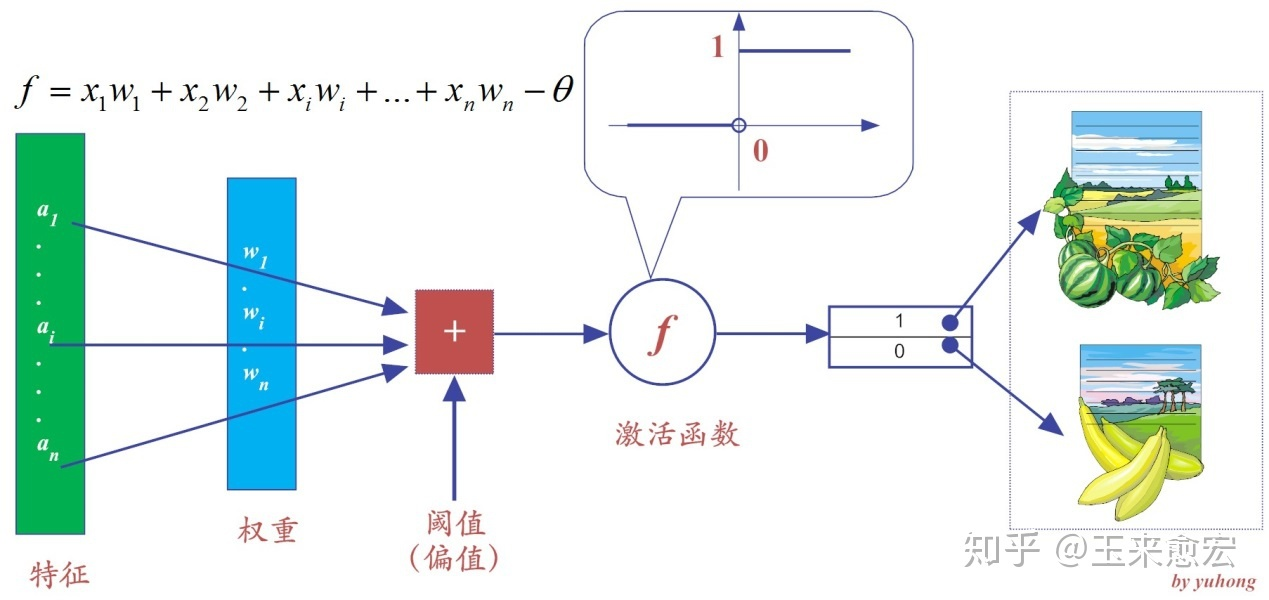 f = x₁w₁ + x₂w₂ + xᵢwᵢ + ... + xₙwₙ − θ
1
0
a₁
.
.
.
aᵢ
.
.
.
aₙ
w₁
.
wᵢ
.
wₙ
+
f
1
0
激活函数
特征
权重
阈值
(偏值)
知乎 @玉来愈宏
by yuhong